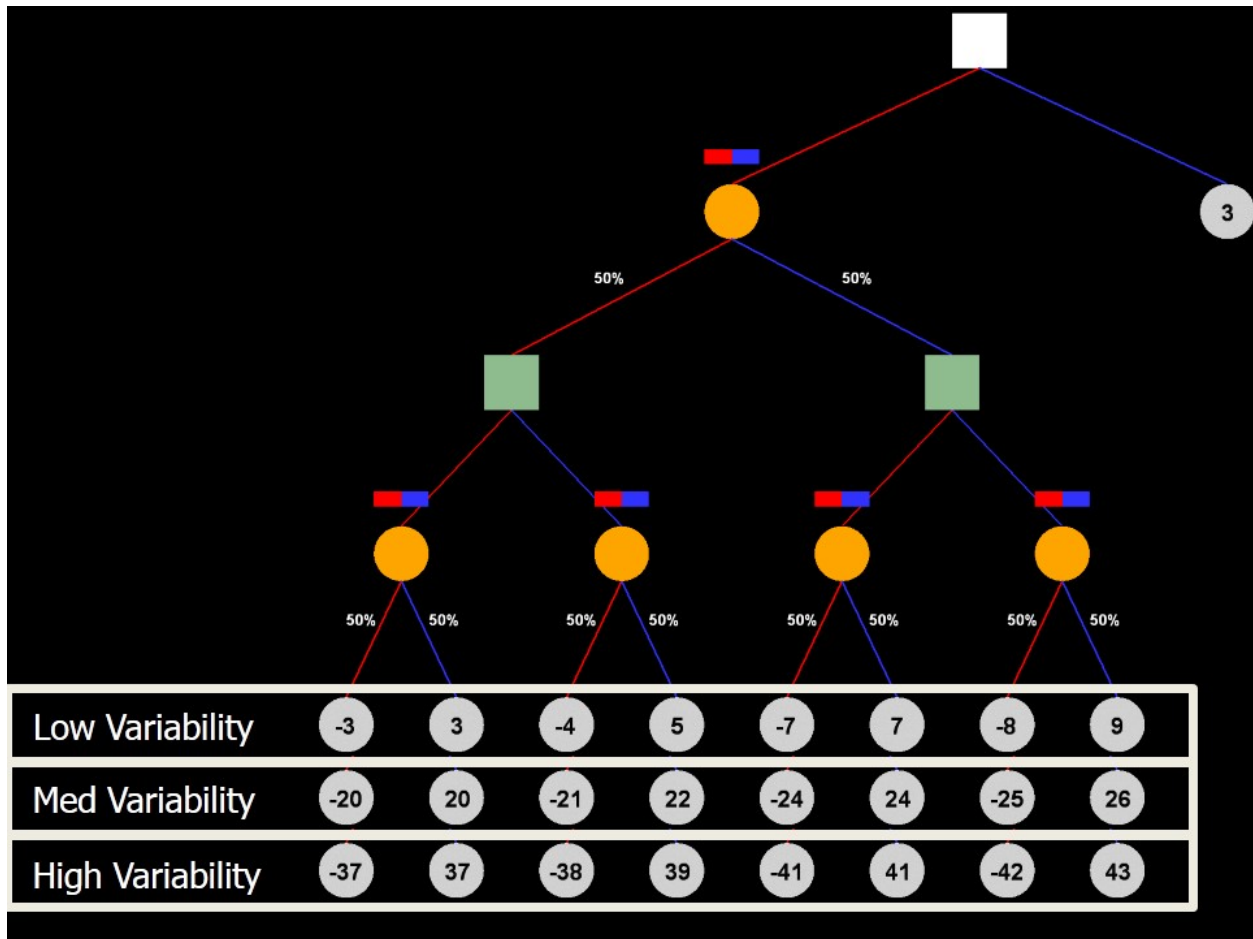 3
50% 50%
50% 50% 50% 50% 50% 50% 50% 50%
Low Variability -3 3 -4 5 -7 7 -8 9
Med Variability -20 20 -21 22 -24 24 -25 26
High Variability -37 37 -38 39 -41 41 -42 43